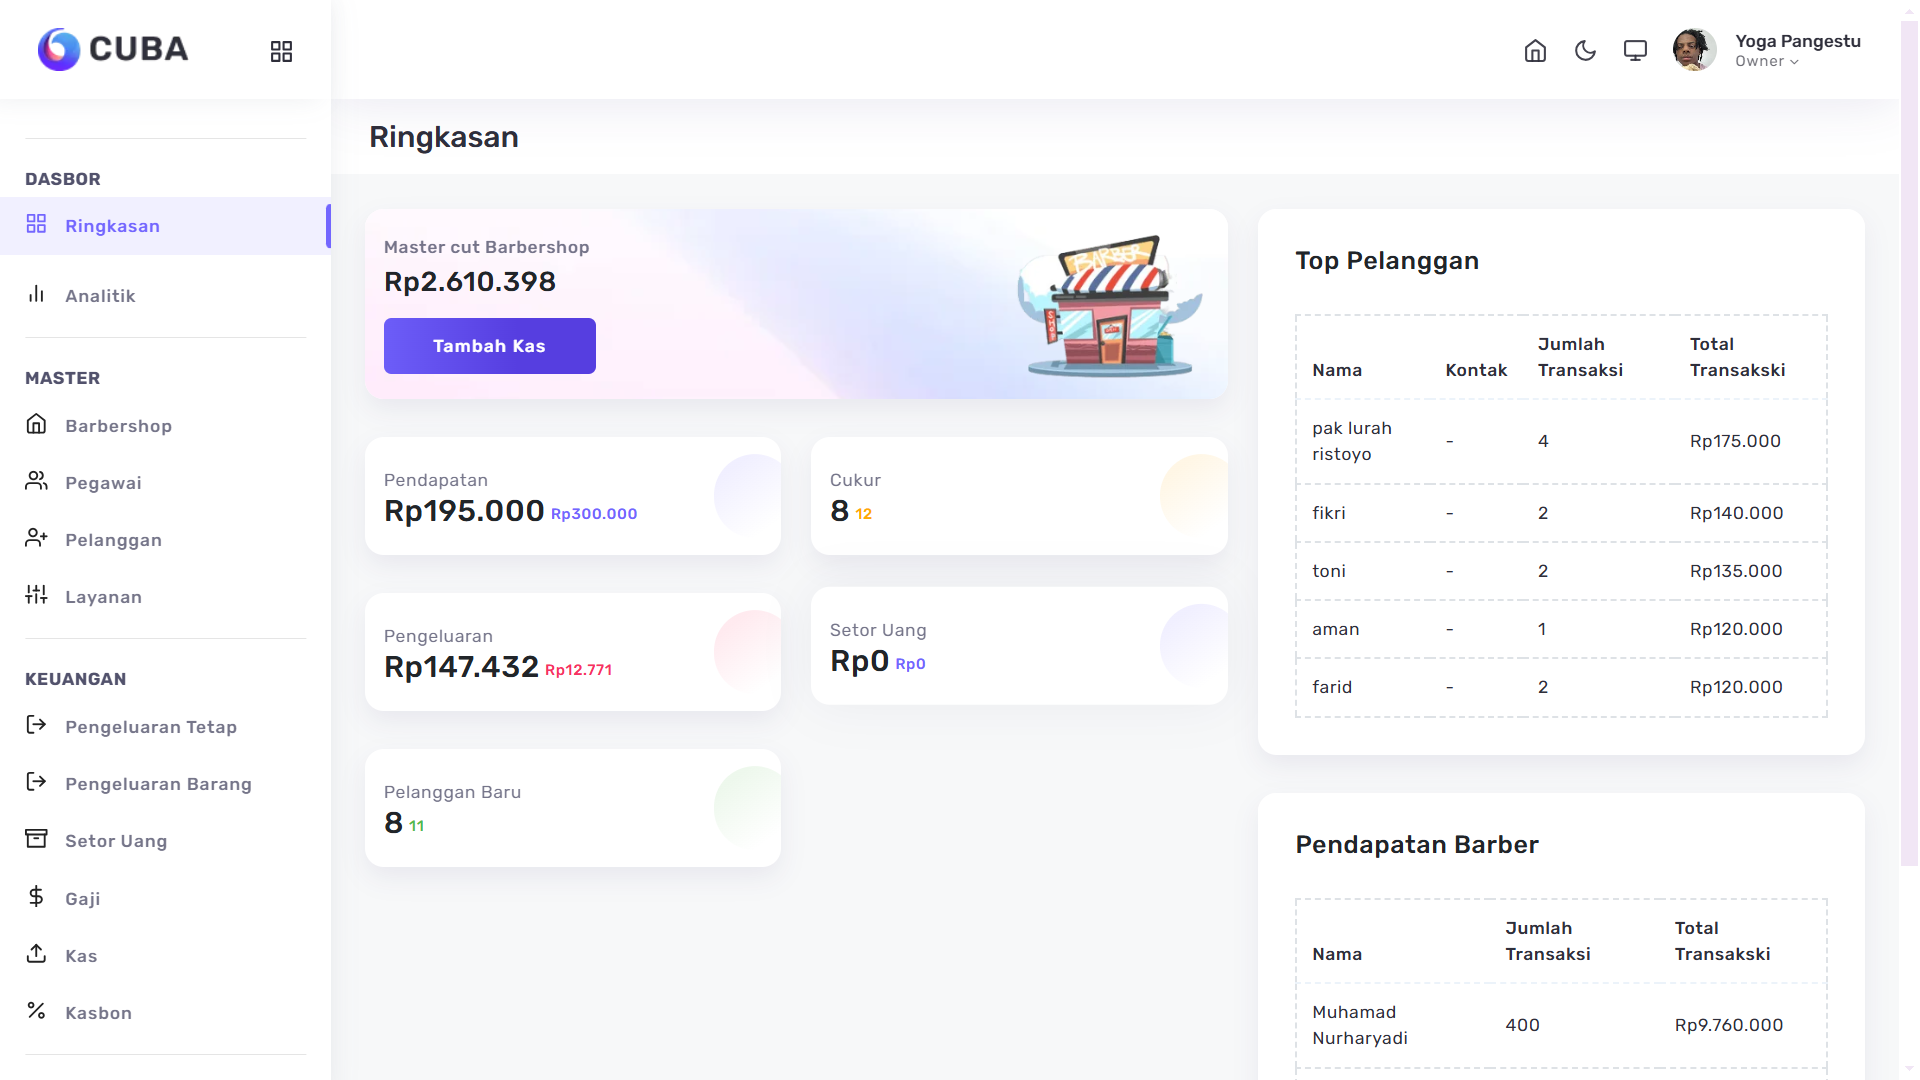 CUBA
Yoga Pangestu
Owner
DASBOR
Ringkasan
Analitik
MASTER
Barbershop
Pegawai
Pelanggan
Layanan
KEUANGAN
Pengeluaran Tetap
Pengeluaran Barang
Setor Uang
Gaji
Kas
Kasbon
Ringkasan
Master cut Barbershop
Rp2.610.398
Tambah Kas
BARBER
Pendapatan
Rp195.000 Rp300.000
Cukur
8 12
Pengeluaran
Rp147.432 Rp12.771
Setor Uang
Rp0 Rp0
Pelanggan Baru
8 11
Top Pelanggan
Nama Kontak Jumlah Transaksi Total Transakski
pak lurah ristoyo - 4 Rp175.000
fikri - 2 Rp140.000
toni - 2 Rp135.000
aman - 1 Rp120.000
farid - 2 Rp120.000
Pendapatan Barber
Nama Jumlah Transaksi Total Transakski
Muhamad Nurharyadi 400 Rp9.760.000